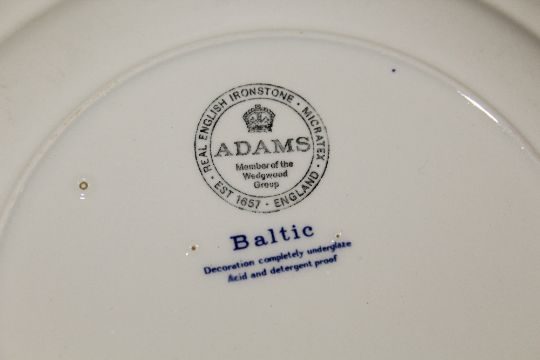 REAL ENGLISH IRONSTONE · MICRATEX ·
ADAMS
Member of the
Wedgwood
Group
EST 1657 · ENGLAND
Baltic
Decoration completely underglaze
Acid and detergent proof